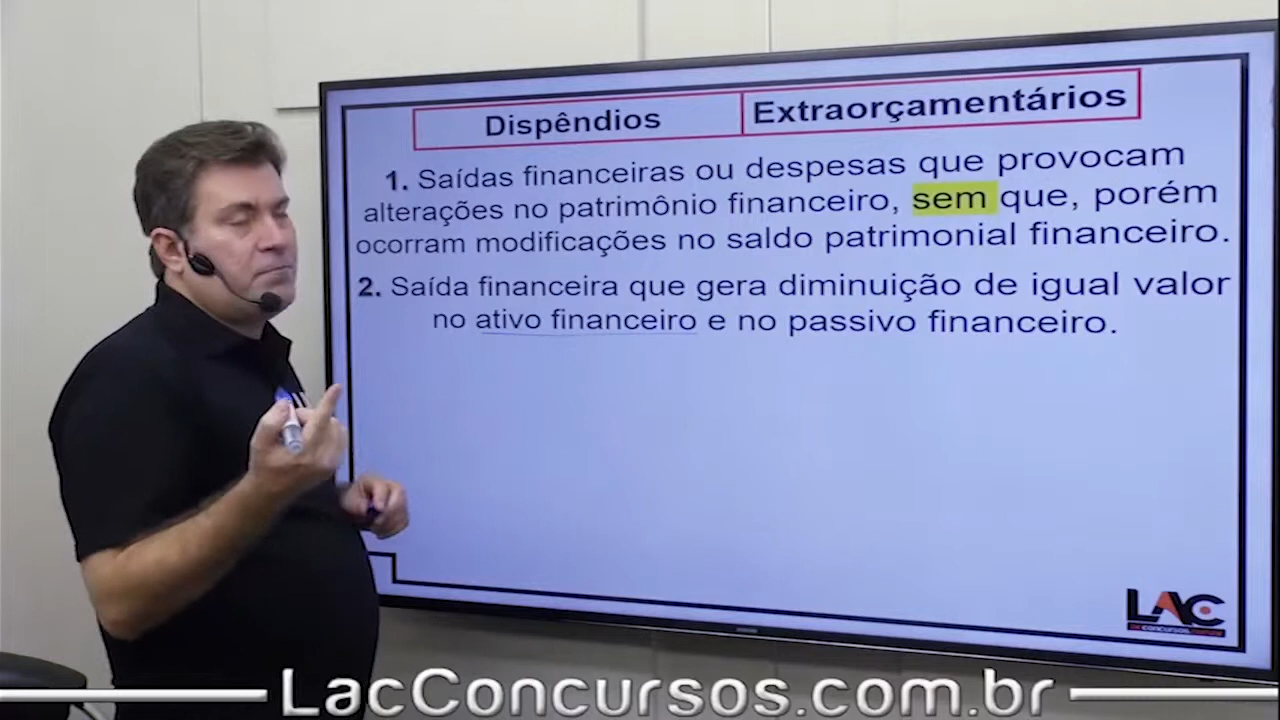 Dispêndios
Extraorçamentários
1. Saídas financeiras ou despesas que provocam
alterações no patrimônio financeiro, sem que, porém
ocorram modificações no saldo patrimonial financeiro.
2. Saída financeira que gera diminuição de igual valor
no ativo financeiro e no passivo financeiro.
LAC
LacConcursos.com.br